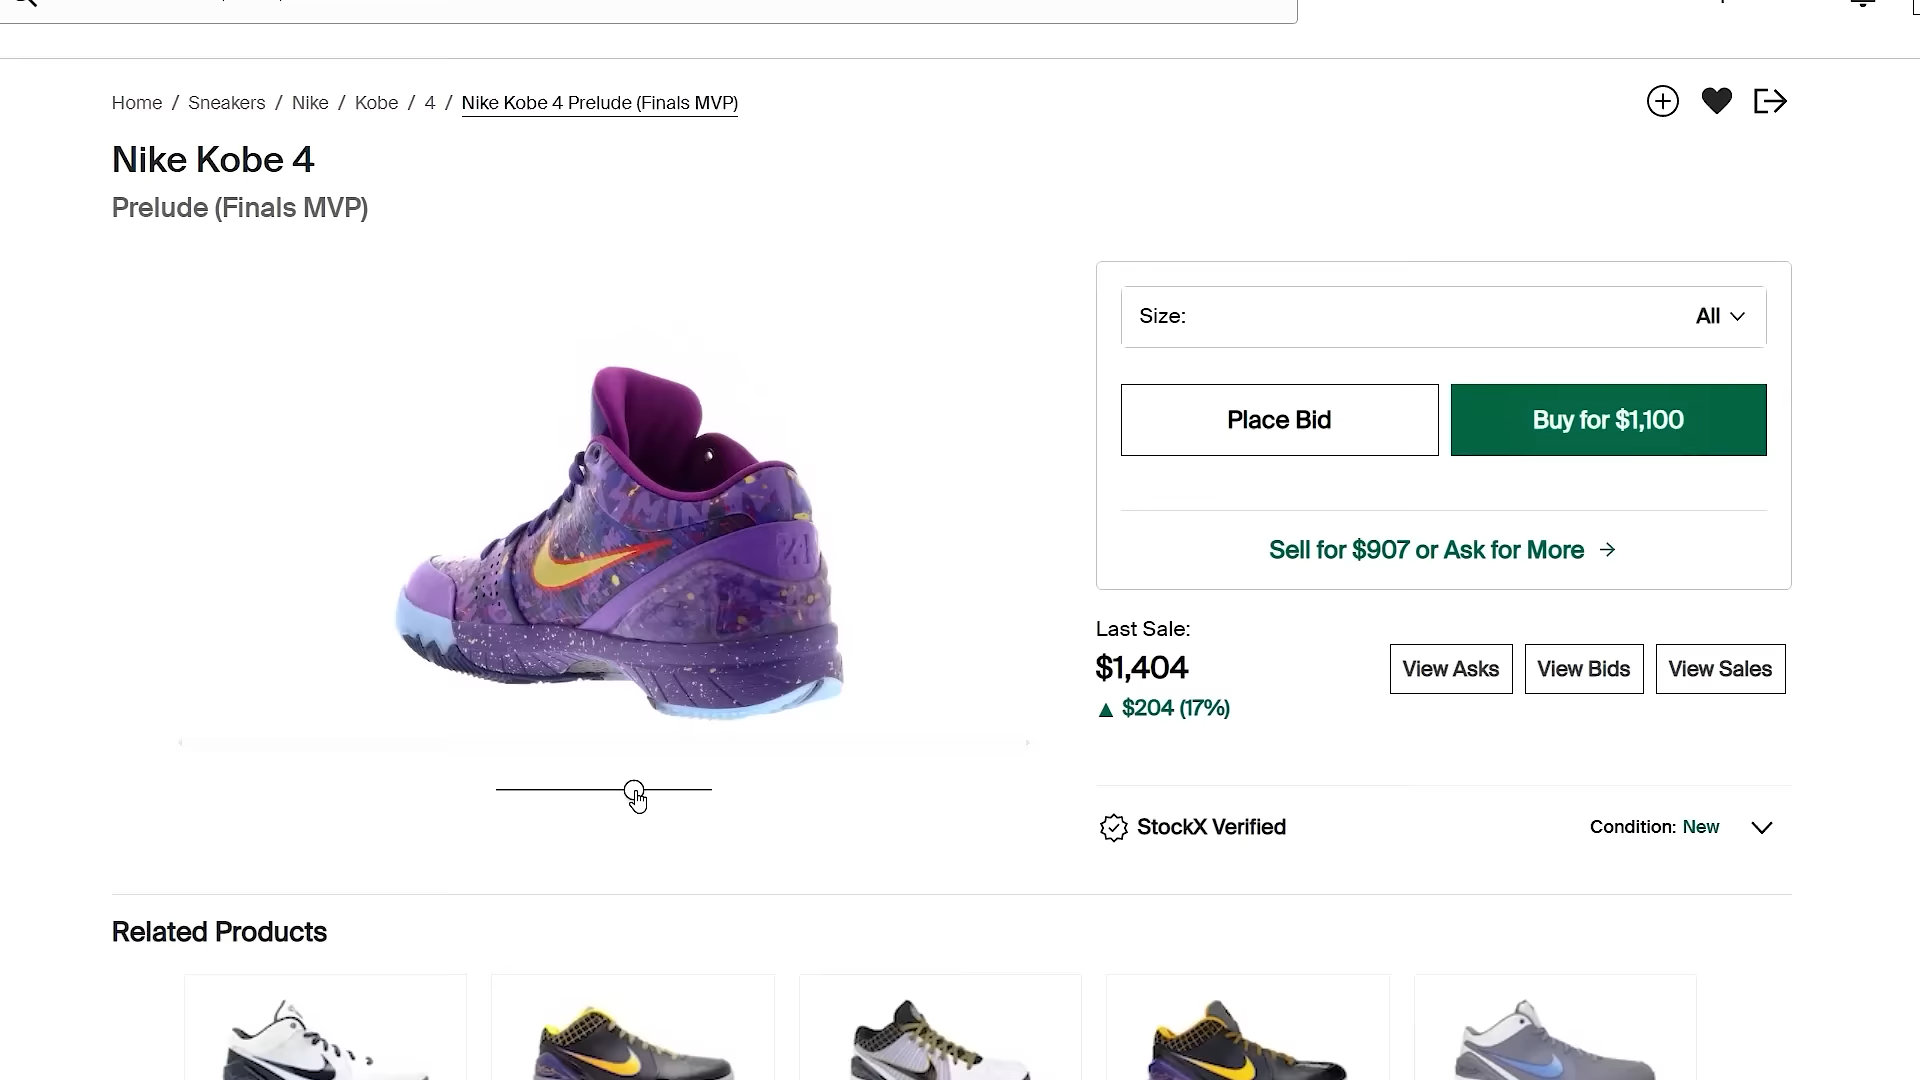 Home / Sneakers / Nike / Kobe / 4 / Nike Kobe 4 Prelude (Finals MVP)
Nike Kobe 4
Prelude (Finals MVP)
Size: All
Place Bid Buy for $1,100
MIN
24
Sell for $907 or Ask for More
Last Sale:
$1,404
View Asks View Bids View Sales
▲ $204 (17%)
StockX Verified Condition: New
Related Products